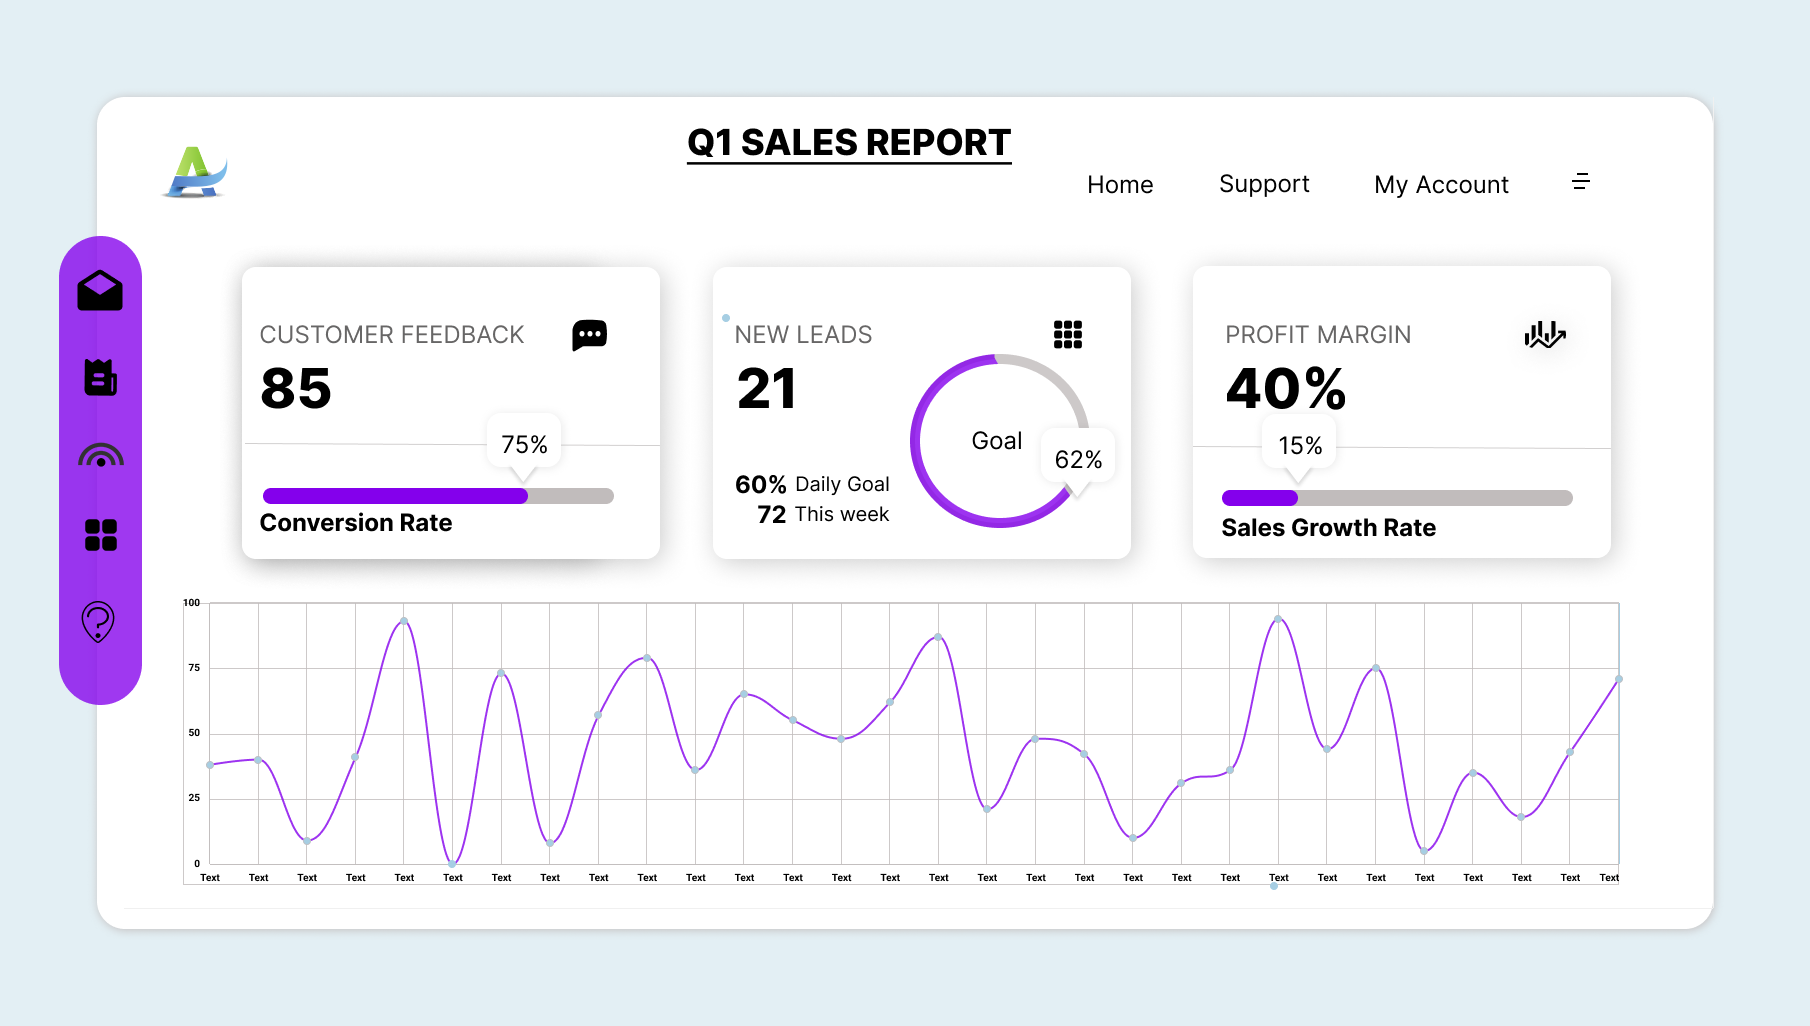 Q1 SALES REPORT
Home Support My Account
CUSTOMER FEEDBACK
85
75%
Conversion Rate
NEW LEADS
21
Goal
62%
60% Daily Goal
72 This week
PROFIT MARGIN
40%
15%
Sales Growth Rate
100
75
50
25
0
Text Text Text Text Text Text Text Text Text Text Text Text Text Text Text Text Text Text Text Text Text Text Text Text Text Text Text Text Text Text